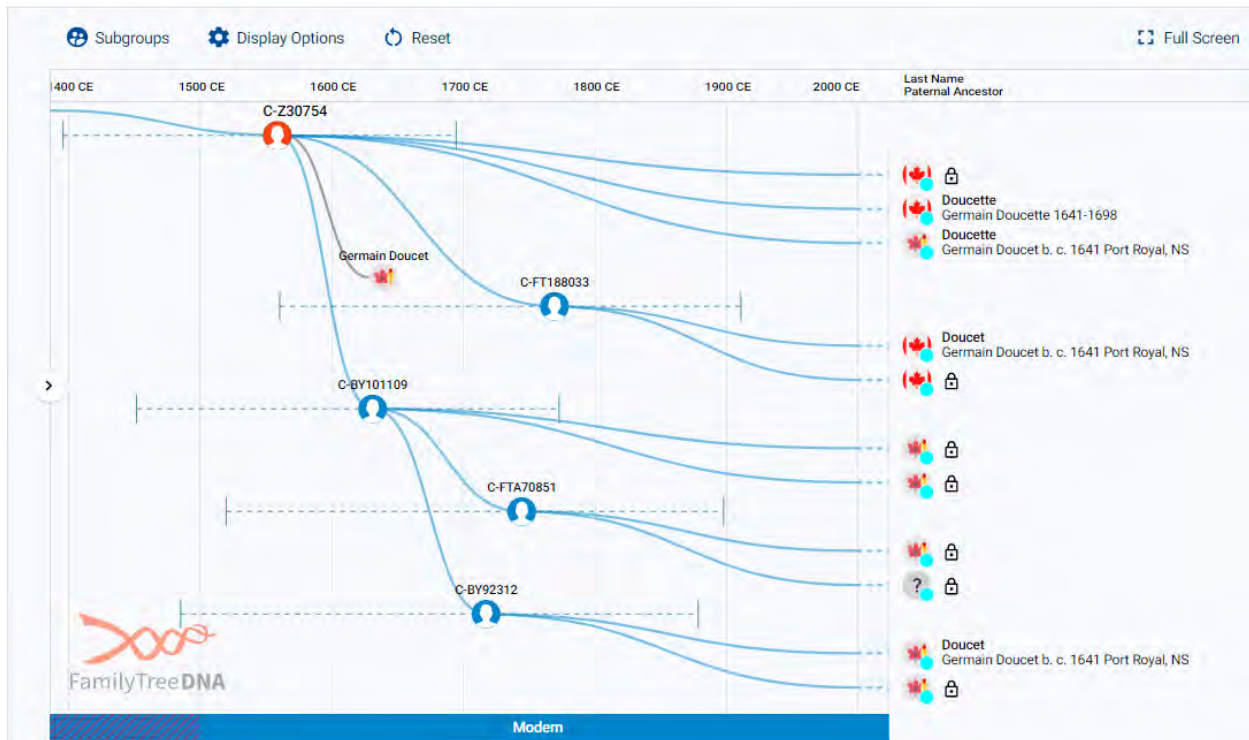 Subgroups Display Options Reset Full Screen
1400 CE 1500 CE 1600 CE 1700 CE 1800 CE 1900 CE 2000 CE Last Name
Paternal Ancestor
C-Z30754
Doucette
Germain Doucette 1641-1698
Doucette
Germain Doucet b. c. 1641 Port Royal, NS
Germain Doucet
C-FT188033
Doucet
Germain Doucet b. c. 1641 Port Royal, NS
C-BY101109
C-FTA70851
?
C-BY92312
Doucet
Germain Doucet b. c. 1641 Port Royal, NS
FamilyTreeDNA
Modern